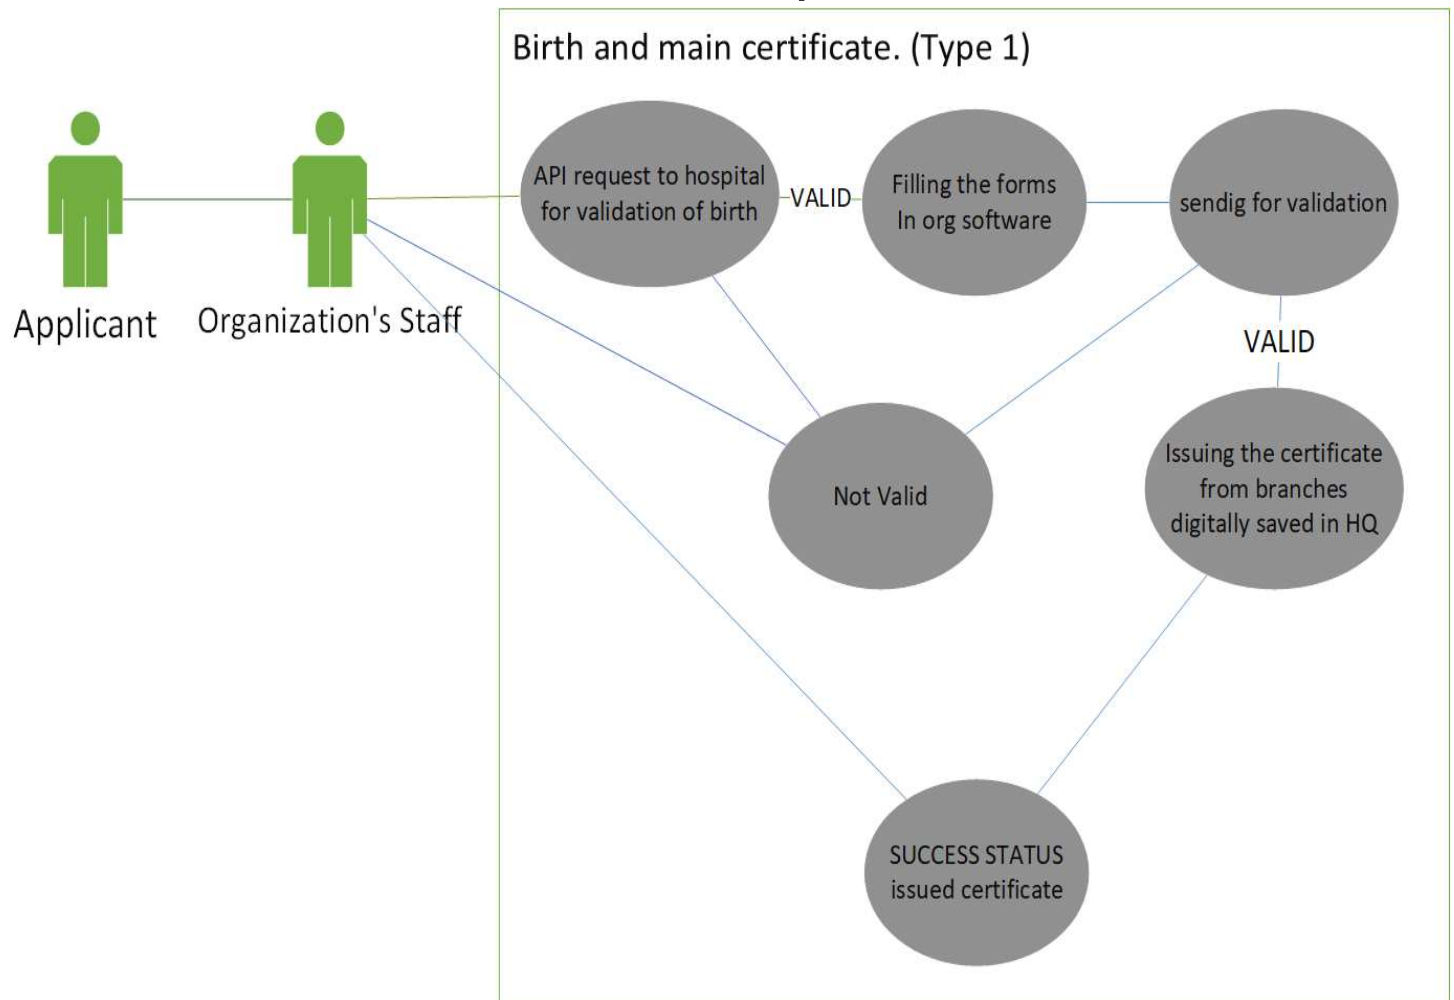 Birth and main certificate. (Type 1)
API request to hospital
for validation of birth
VALID
Filling the forms
In org software
sendig for validation
Applicant
Organization's Staff
VALID
Not Valid
Issuing the certificate
from branches
digitally saved in HQ
SUCCESS STATUS
issued certificate